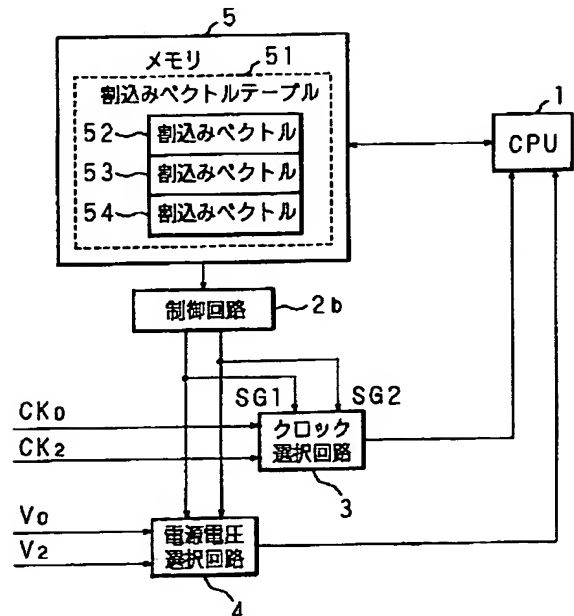 5
メモリ
51
割込みベクトルテーブル
52
割込みベクトル
53
割込みベクトル
54
割込みベクトル
1
CPU
制御回路
2b
SG1
SG2
CK0
CK2
クロック
選択回路
3
V0
V2
電源電圧
選択回路
4